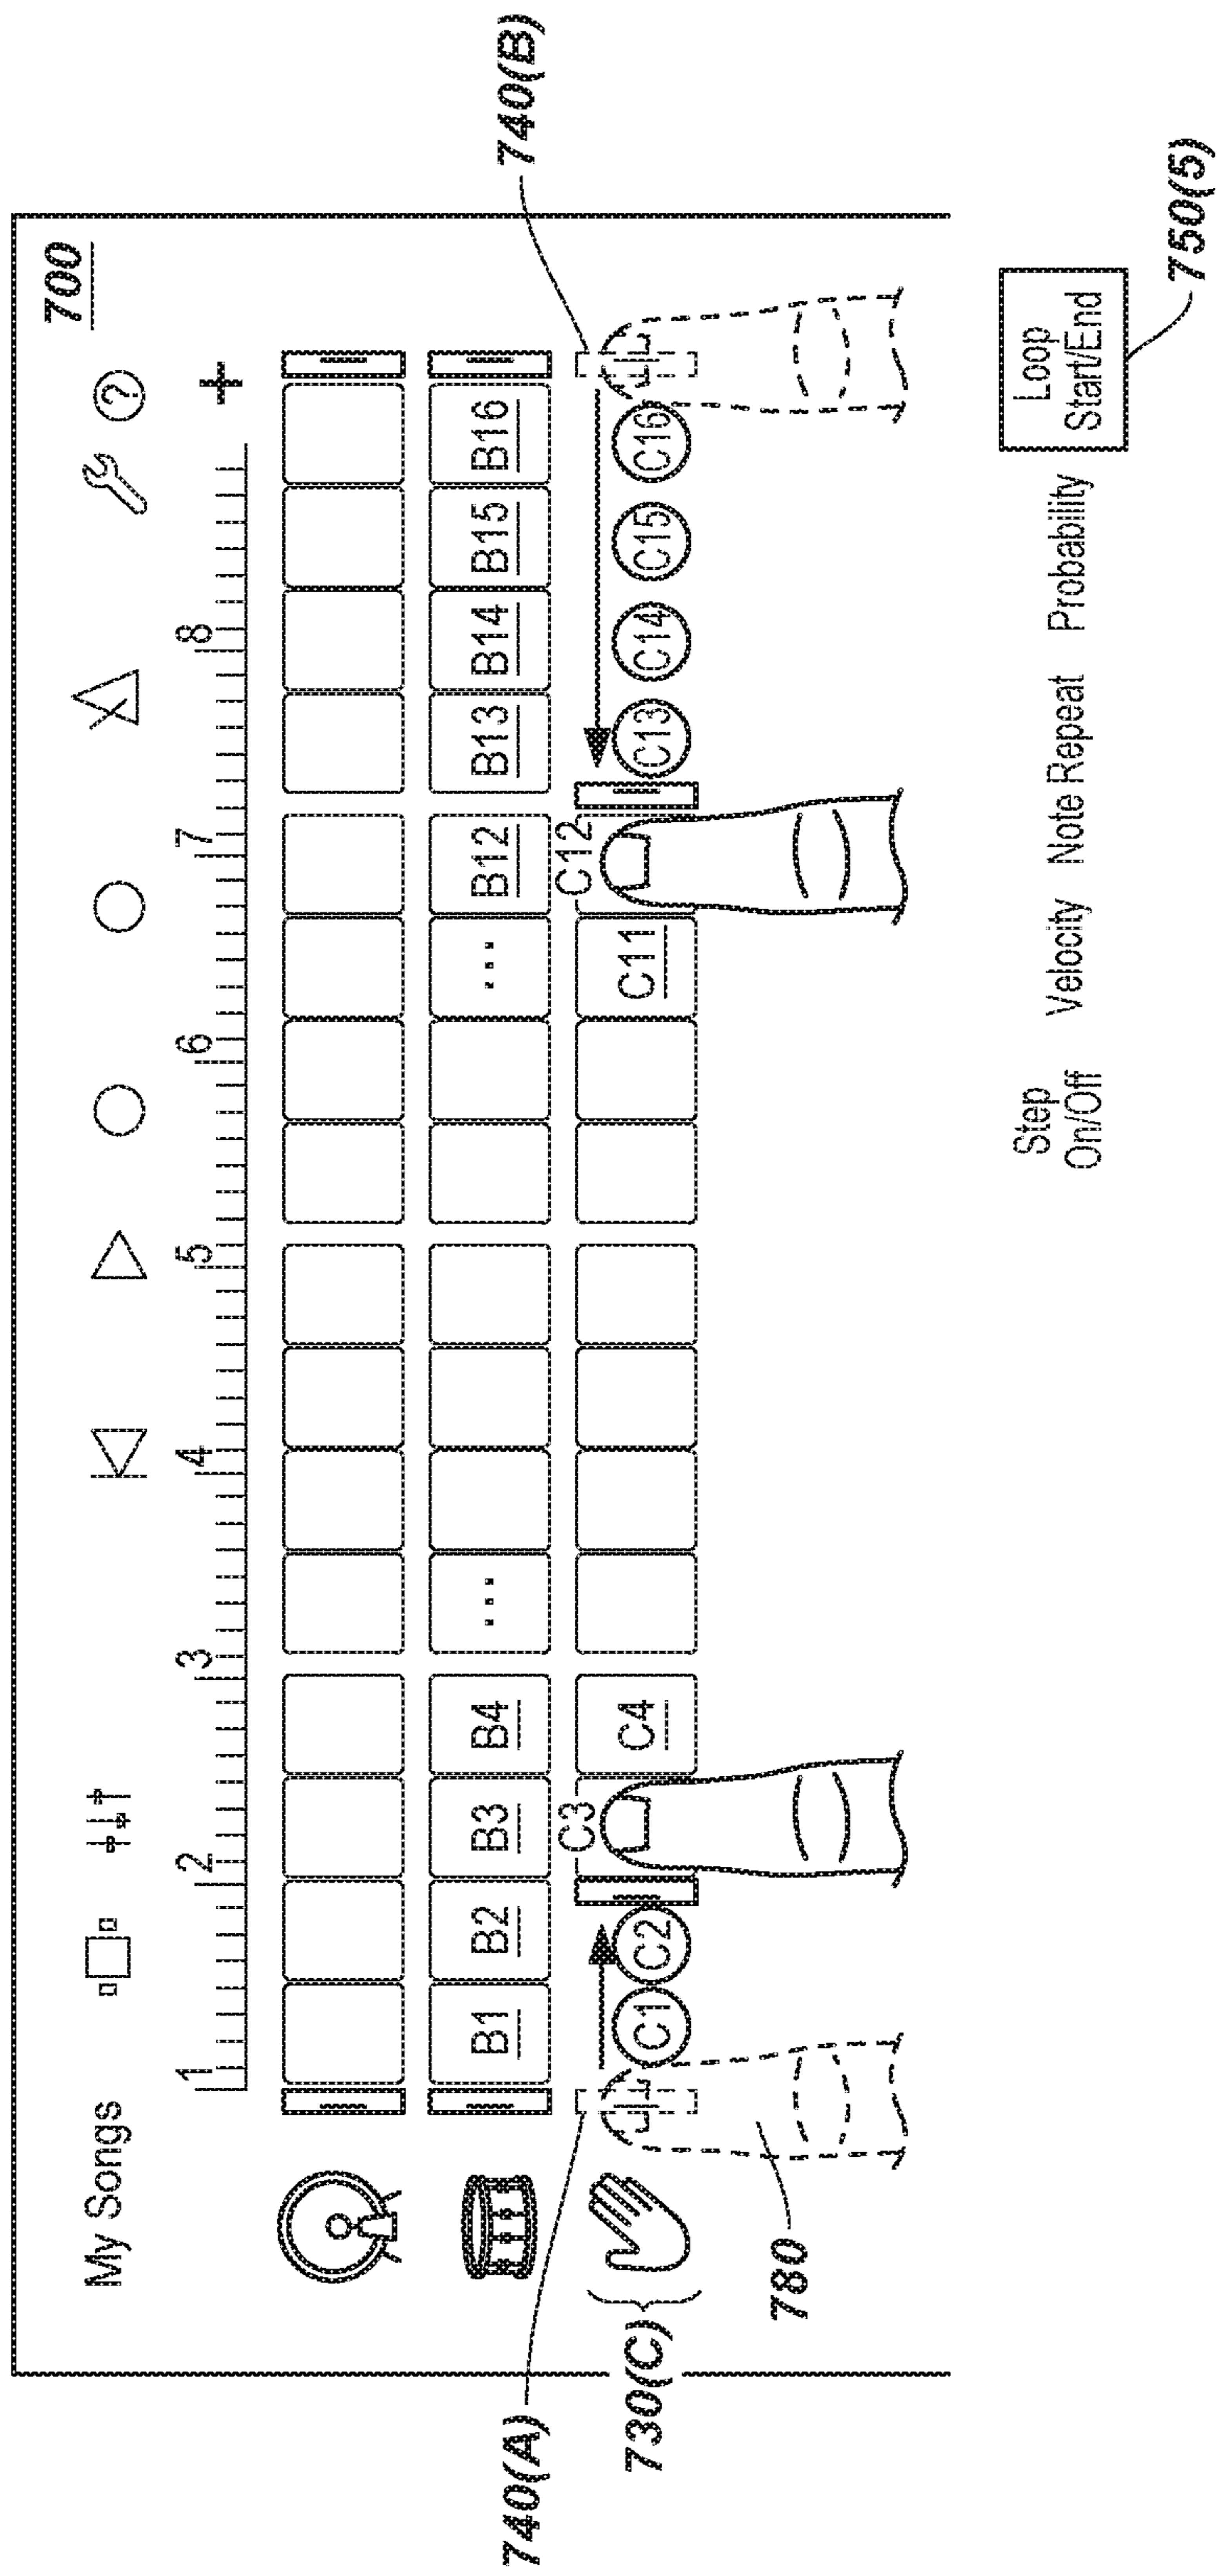 700
My Songs
?
1 2 3 4 5 6 7 8 +
B1 B2 B3 B4 ... ... B12 B13 B14 B15 B16
C3 C12
C1 C2 C4 C11 C13 C14 C15 C16
740(A)
740(B)
730(C)
780
Step
On/Off
Velocity
Note Repeat
Probability
Loop
Start/End
750(5)